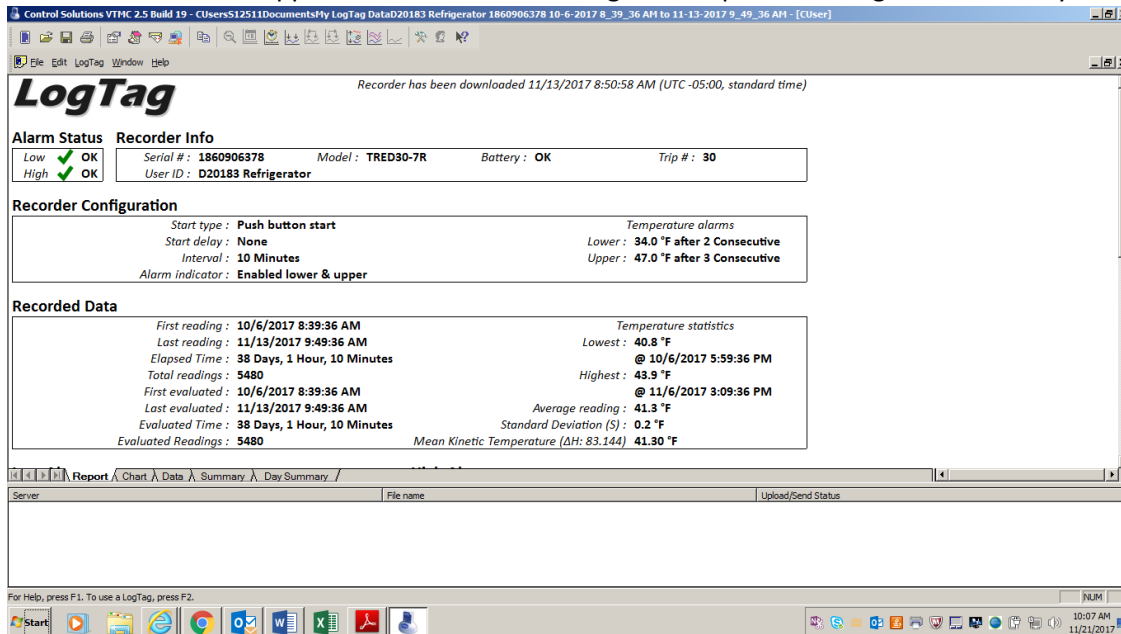 Control Solutions VTMC 2.5 Build 19 - CUsersS12511DocumentsMy LogTag DataD20183 Refrigerator 1860906378 10-6-2017 8_39_36 AM to 11-13-2017 9_49_36 AM - [CUser]
File Edit LogTag Window Help
LogTag
Recorder has been downloaded 11/13/2017 8:50:58 AM (UTC -05:00, standard time)
Alarm Status Recorder Info
Low OK Serial # : 1860906378 Model : TRED30-7R Battery : OK Trip # : 30
High OK User ID : D20183 Refrigerator
Recorder Configuration
Start type : Push button start Temperature alarms
Start delay : None Lower : 34.0 °F after 2 Consecutive
Interval : 10 Minutes Upper : 47.0 °F after 3 Consecutive
Alarm indicator : Enabled lower & upper
Recorded Data
First reading : 10/6/2017 8:39:36 AM Temperature statistics
Last reading : 11/13/2017 9:49:36 AM Lowest : 40.8 °F
Elapsed Time : 38 Days, 1 Hour, 10 Minutes @ 10/6/2017 5:59:36 PM
Total readings : 5480 Highest : 43.9 °F
First evaluated : 10/6/2017 8:39:36 AM @ 11/6/2017 3:09:36 PM
Last evaluated : 11/13/2017 9:49:36 AM Average reading : 41.3 °F
Evaluated Time : 38 Days, 1 Hour, 10 Minutes Standard Deviation (S) : 0.2 °F
Evaluated Readings : 5480 Mean Kinetic Temperature (ΔH: 83.144) 41.30 °F
Report Chart Data Summary Day Summary
Server File name Upload/Send Status
For Help, press F1. To use a LogTag, press F2. NUM
Start 10:07 AM
11/21/2017